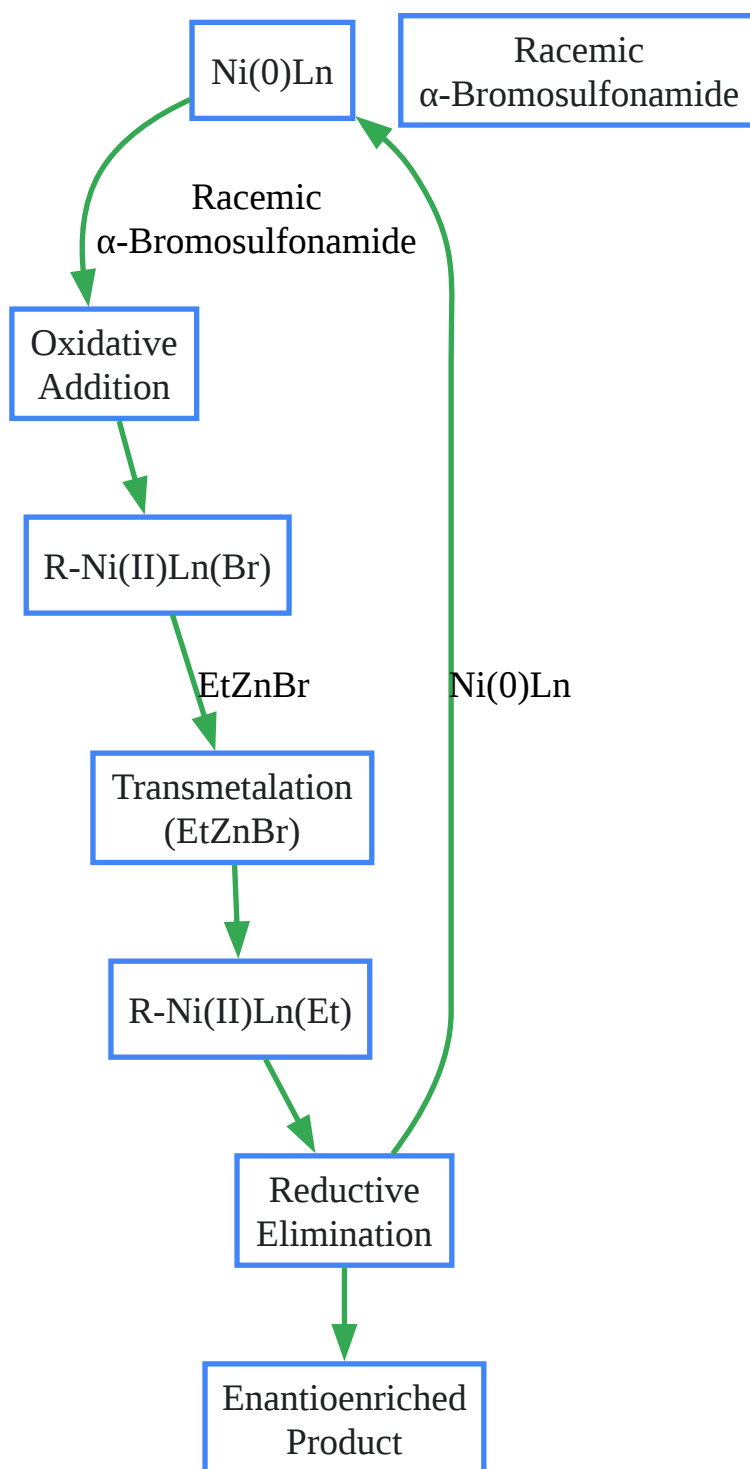 Ni(0)Ln
Racemic
α-Bromosulfonamide
Racemic
α-Bromosulfonamide
Oxidative
Addition
R-Ni(II)Ln(Br)
EtZnBr
Ni(0)Ln
Transmetalation
(EtZnBr)
R-Ni(II)Ln(Et)
Reductive
Elimination
Enantioenriched
Product